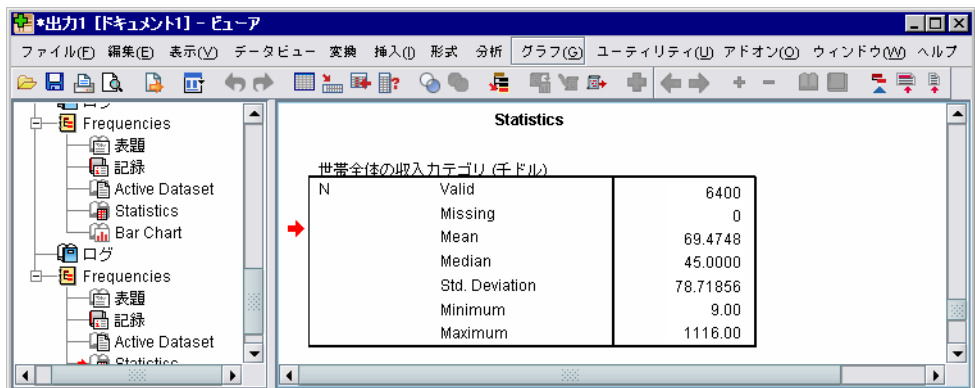 *出力1 [ドキュメント1] - ビューア
ファイル(F) 編集(E) 表示(V) データビュー 変換 挿入(I) 形式 分析 グラフ(G) ユーティリティ(U) アドオン(O) ウィンドウ(W) ヘルプ
ログ
Frequencies
表題
記録
Active Dataset
Statistics
Bar Chart
ログ
Frequencies
表題
記録
Active Dataset
Statistics
Statistics
世帯全体の収入カテゴリ (千ドル)
N Valid 6400
Missing 0
Mean 69.4748
Median 45.0000
Std. Deviation 78.71856
Minimum 9.00
Maximum 1116.00